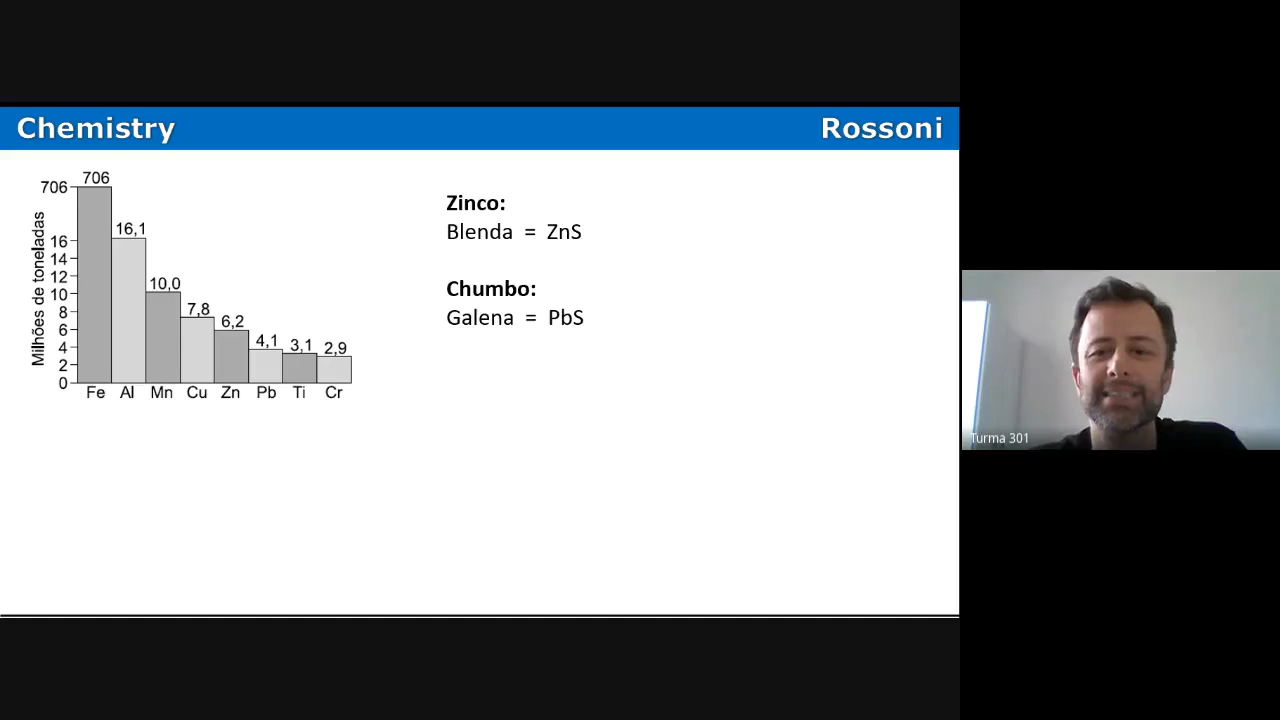 Chemistry
Rossoni
706
706
16,1
10,0
7,8
6,2
4,1
3,1
2,9
16
14
12
10
8
6
4
2
0
Milhões de toneladas
Fe Al Mn Cu Zn Pb Ti Cr
Zinco:
Blenda = ZnS
Chumbo:
Galena = PbS
Turma 301